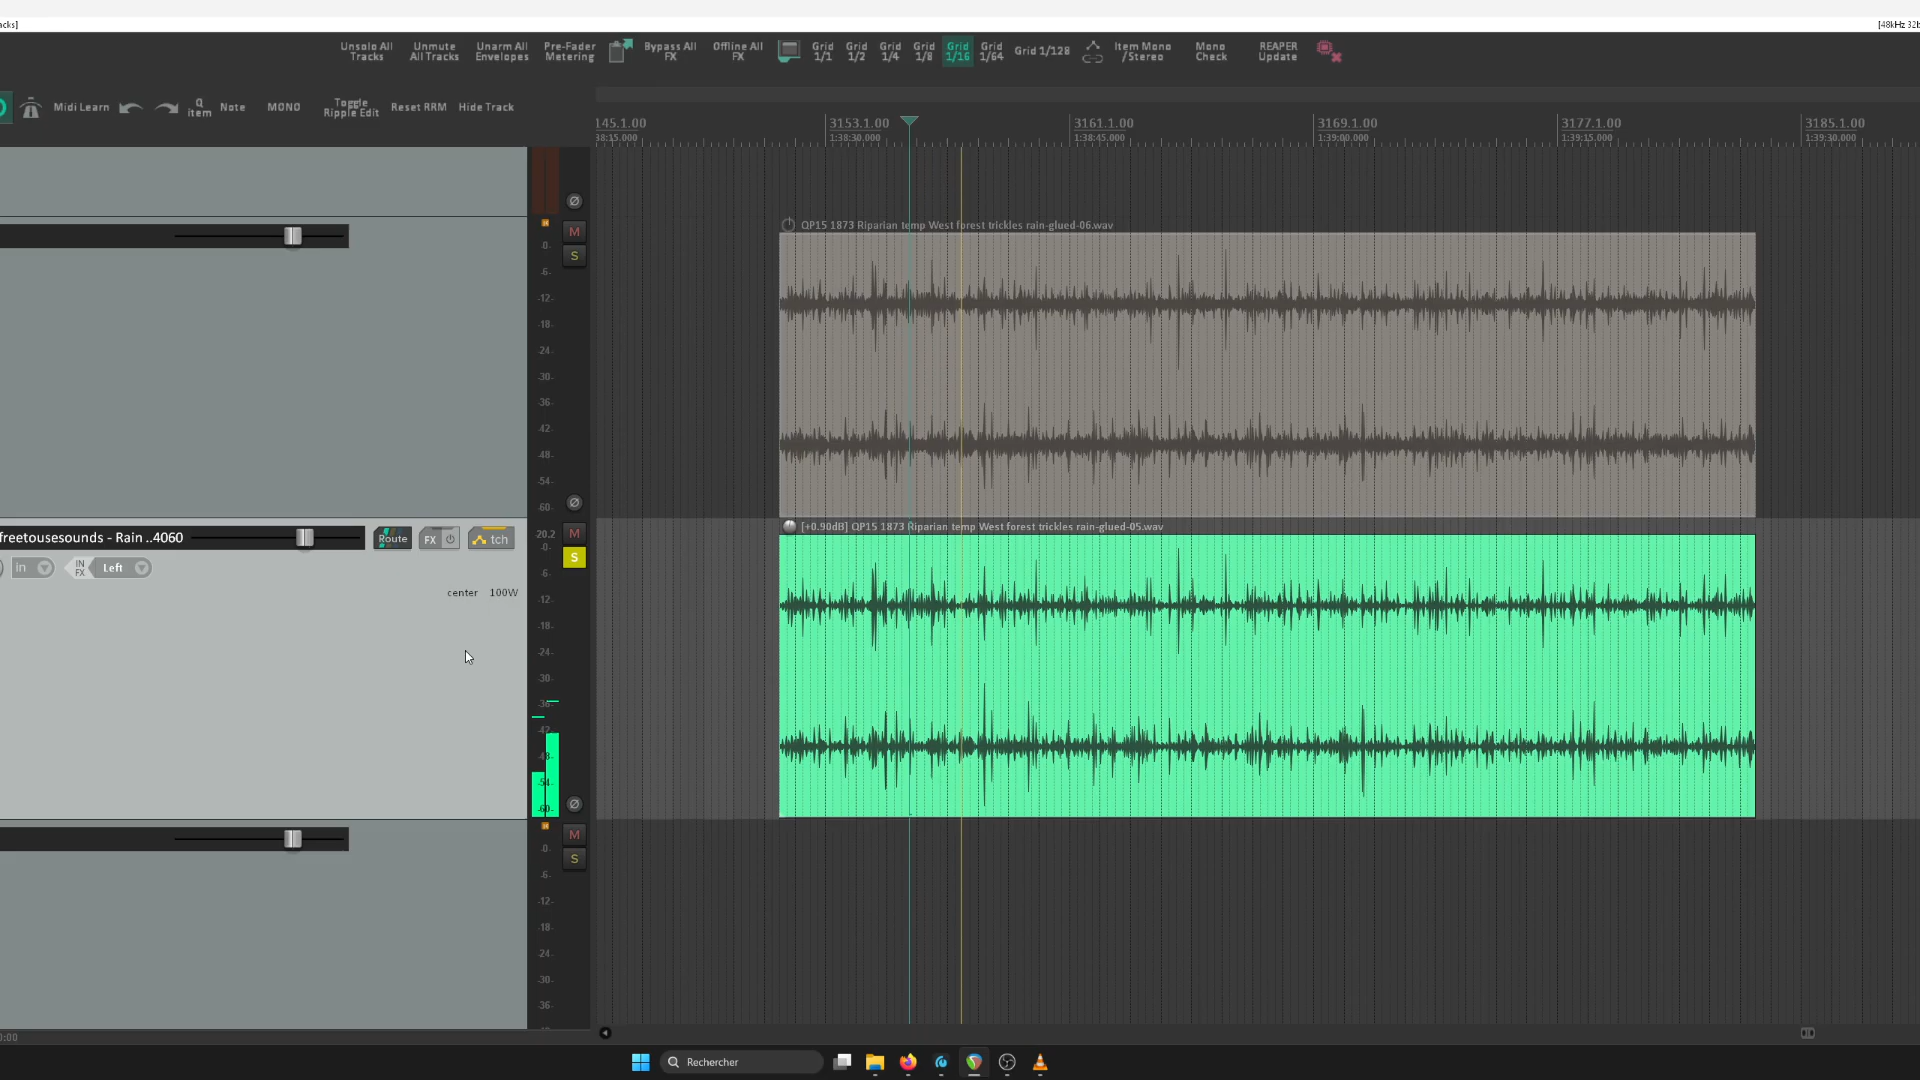 acks]
[48kHz 32b
Unsolo All Tracks
Unmute All Tracks
Unarm All Envelopes
Pre-Fader Metering
Bypass All FX
Offline All FX
Grid 1/1
Grid 1/2
Grid 1/4
Grid 1/8
Grid 1/16
Grid 1/64
Grid 1/128
Item Mono /Stereo
Mono Check
REAPER Update
Midi Learn
Q item
Note
MONO
Toggle Ripple Edit
Reset RRM
Hide Track
145.1.00
38:15.000
3153.1.00
1:38:30.000
3161.1.00
1:38:45.000
3169.1.00
1:39:00.000
3177.1.00
1:39:15.000
3185.1.00
1:39:30.000
M
S
-0-
-6-
-12-
-18-
-24-
-30-
-36-
-42-
-48-
-54-
-60-
QP15 1873 Riparian temp West forest trickles rain-glued-06.wav
freetousesounds - Rain ..4060
Route
FX
tch
in
IN FX
Left
center 100W
-20.2
M
S
-0-
-6-
-12-
-18-
-24-
-30-
-36-
-42-
-48-
-54-
-60-
[+0.90dB] QP15 1873 Riparian temp West forest trickles rain-glued-05.wav
M
S
-0-
-6-
-12-
-18-
-24-
-30-
-36-
0:00
Rechercher